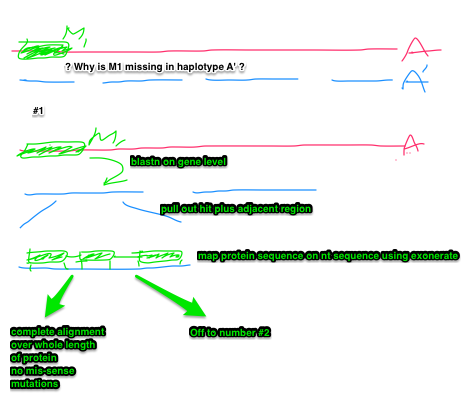 M1
A
? Why is M1 missing in haplotype A' ?
A'
#1
M1
A
blastn on gene level
pull out hit plus adjacent region
map protein sequence on nt sequence using exonerate
complete alignment
over whole length
of protein
no mis-sense
mutations
Off to number #2